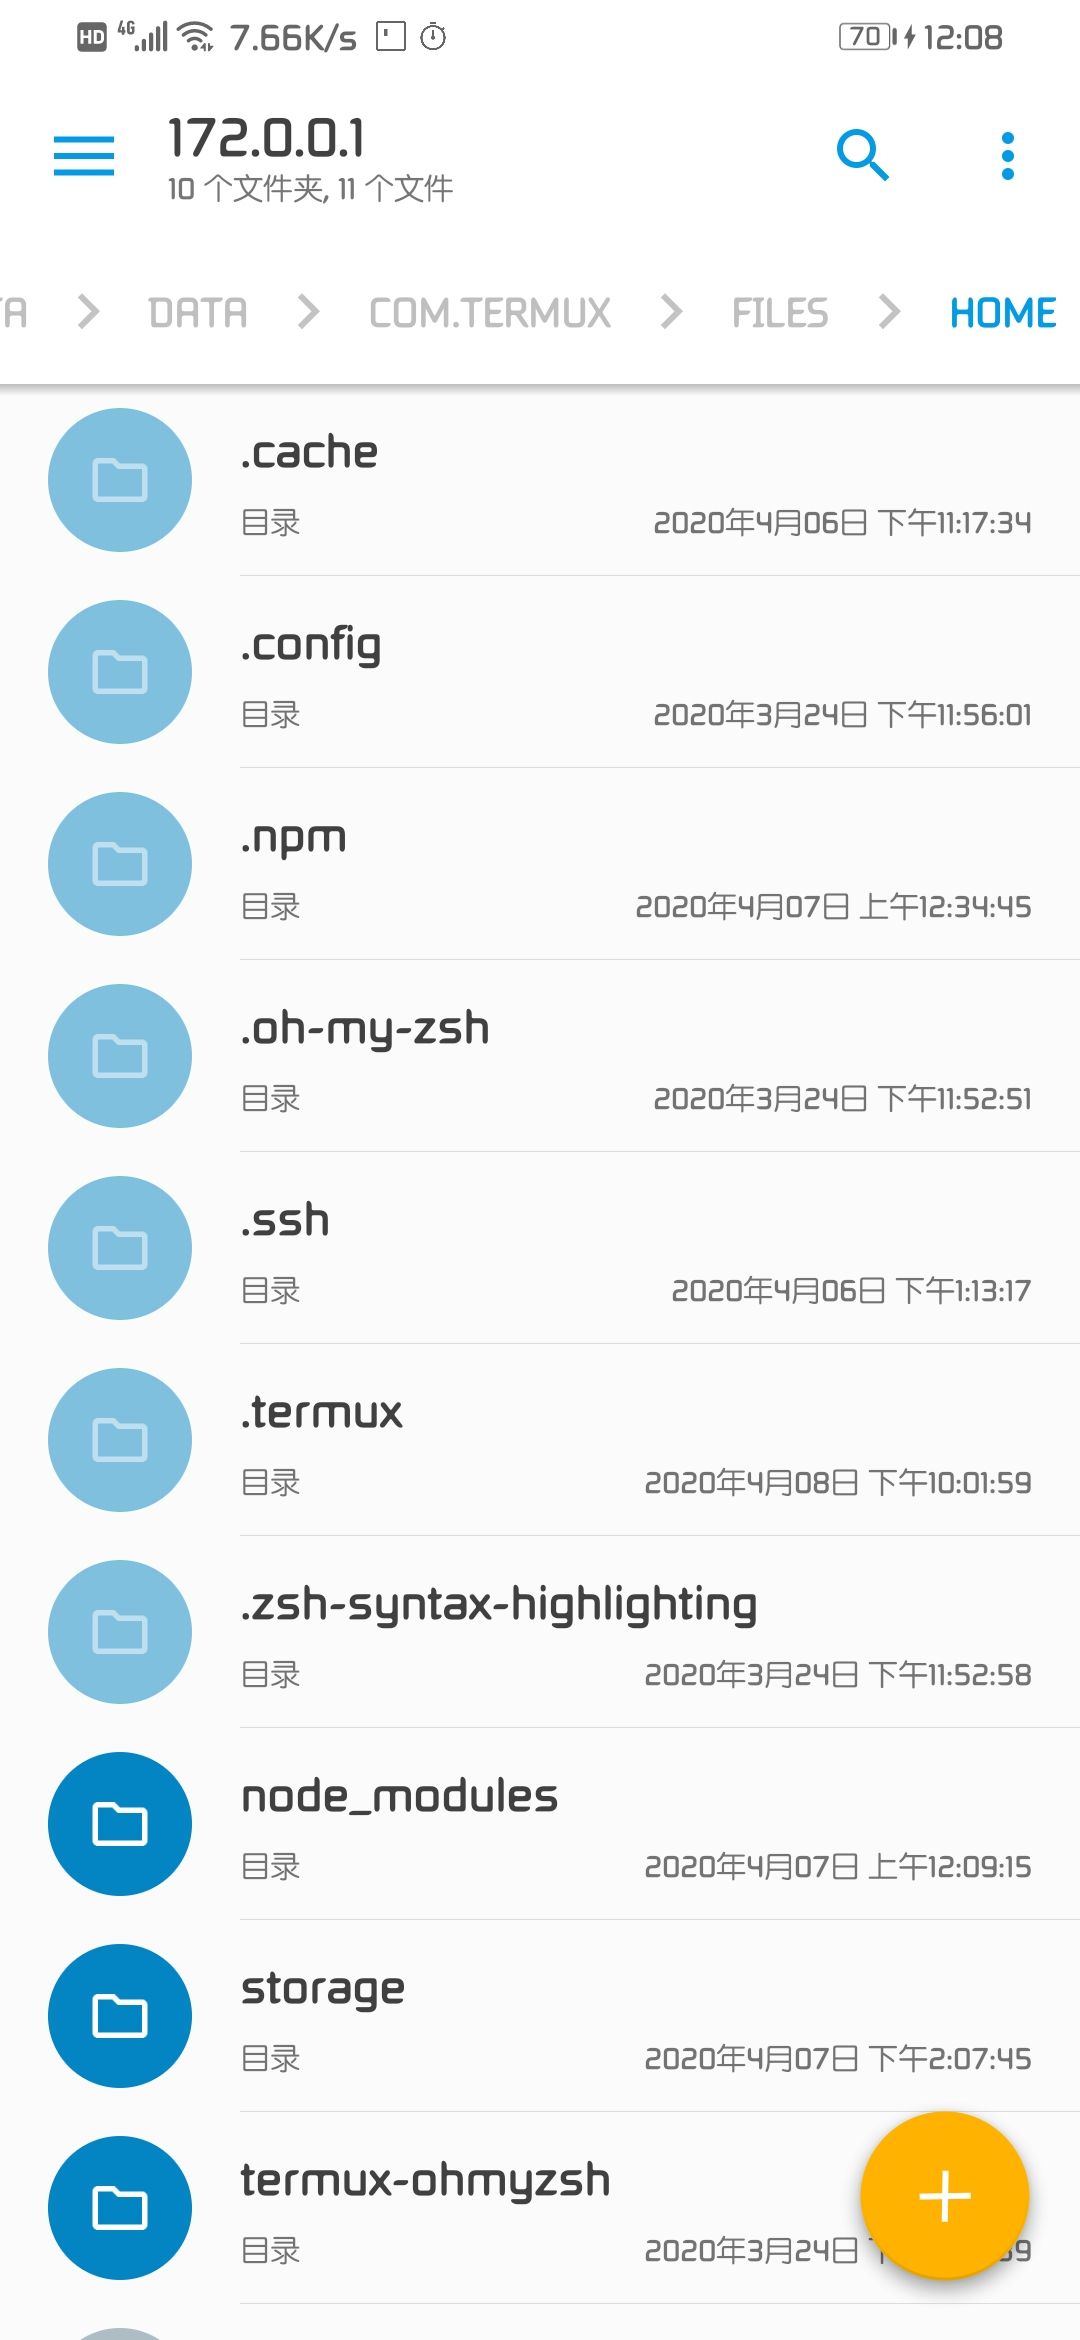 HD 4G 7.66K/s 70 12:08
172.0.0.1
10 个文件夹, 11 个文件
TA > DATA > COM.TERMUX > FILES > HOME
.cache
目录 2020年4月06日 下午11:17:34
.config
目录 2020年3月24日 下午11:56:01
.npm
目录 2020年4月07日 上午12:34:45
.oh-my-zsh
目录 2020年3月24日 下午11:52:51
.ssh
目录 2020年4月06日 下午1:13:17
.termux
目录 2020年4月08日 下午10:01:59
.zsh-syntax-highlighting
目录 2020年3月24日 下午11:52:58
node_modules
目录 2020年4月07日 上午12:09:15
storage
目录 2020年4月07日 下午2:07:45
termux-ohmyzsh
目录 2020年3月24日